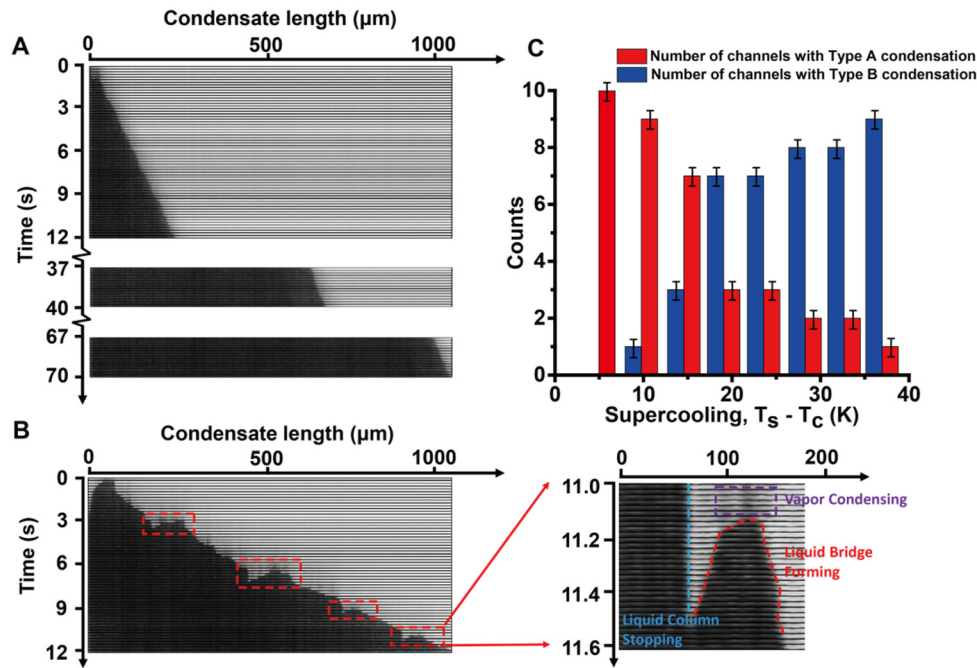 Condensate length (µm)
A
0
500
1000
0
3
6
9
12
37
40
67
70
Time (s)
C
Number of channels with Type A condensation
Number of channels with Type B condensation
10
8
6
4
2
0
Counts
0
10
20
30
40
Supercooling, Ts - Tc (K)
B
Condensate length (µm)
0
500
1000
0
3
6
9
12
Time (s)
0
100
200
11.0
11.2
11.4
11.6
Vapor Condensing
Liquid Bridge
Forming
Liquid Column
Stopping